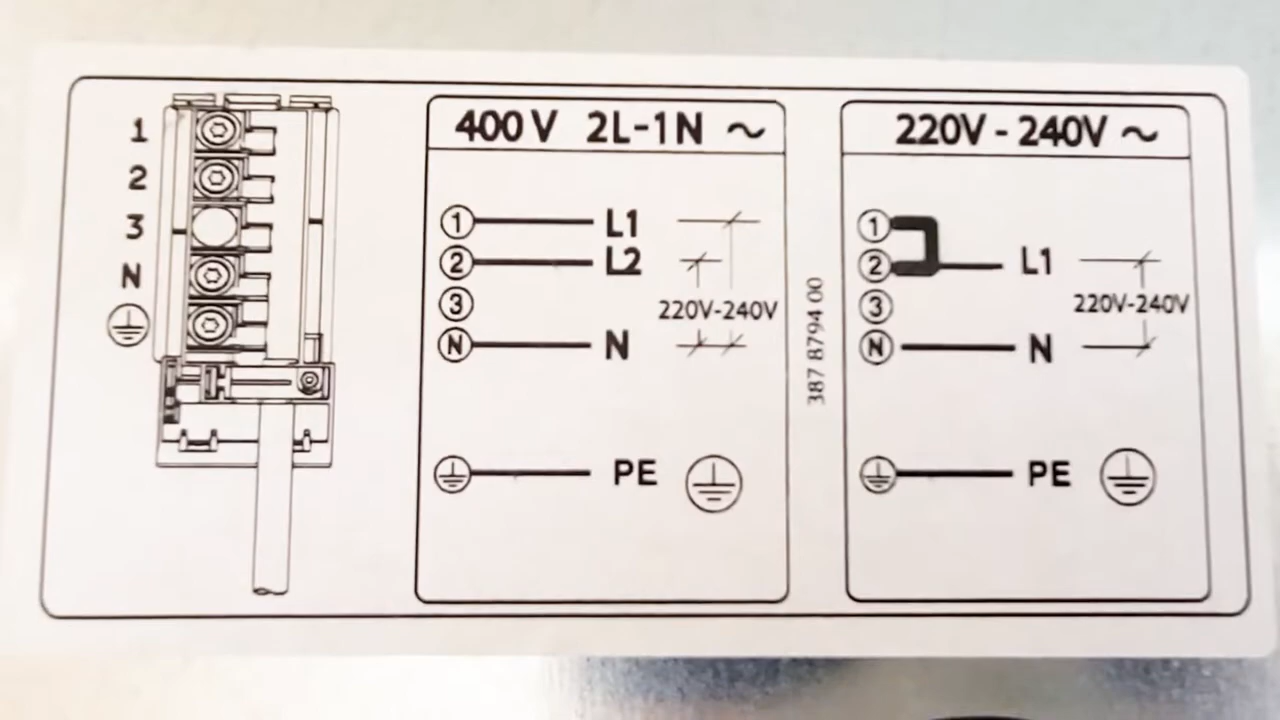 1
2
3
N
400V 2L-1N ~
1 L1
2 L2
3
220V-240V
N N
PE
387 8794 00
220V - 240V ~
1
2 L1
3
220V-240V
N N
PE